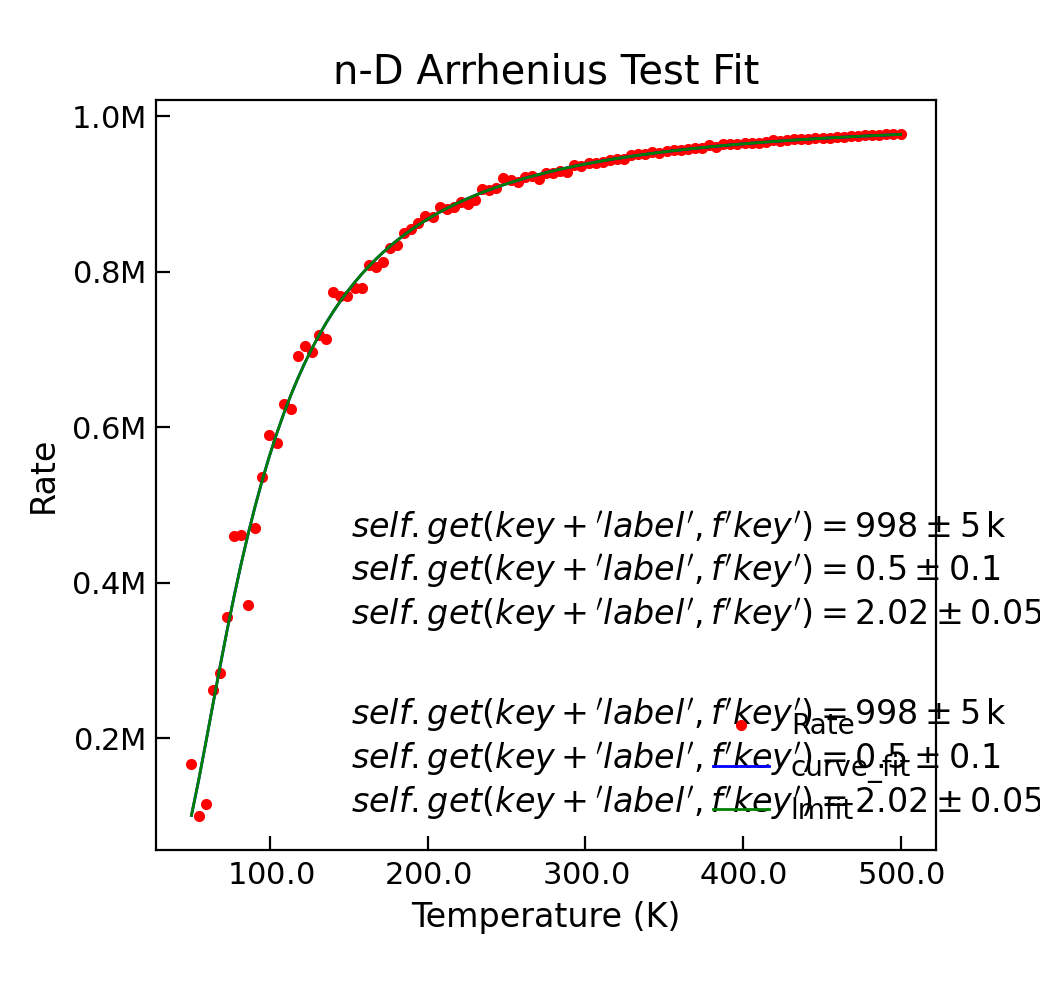 n-D Arrhenius Test Fit
1.0M
0.8M
0.6M
0.4M
0.2M
Rate
self.get(key+'label', f'key') = 998 ± 5 k
self.get(key+'label', f'key') = 0.5 ± 0.1
self.get(key+'label', f'key') = 2.02 ± 0.05
self.get(key+'label', f'key') = 998 ± 5 k
Rate
self.get(key+'label', f'key') = 0.5 ± 0.1
curve_fit
self.get(key+'label', f'key') = 2.02 ± 0.05
lmfit
100.0 200.0 300.0 400.0 500.0
Temperature (K)